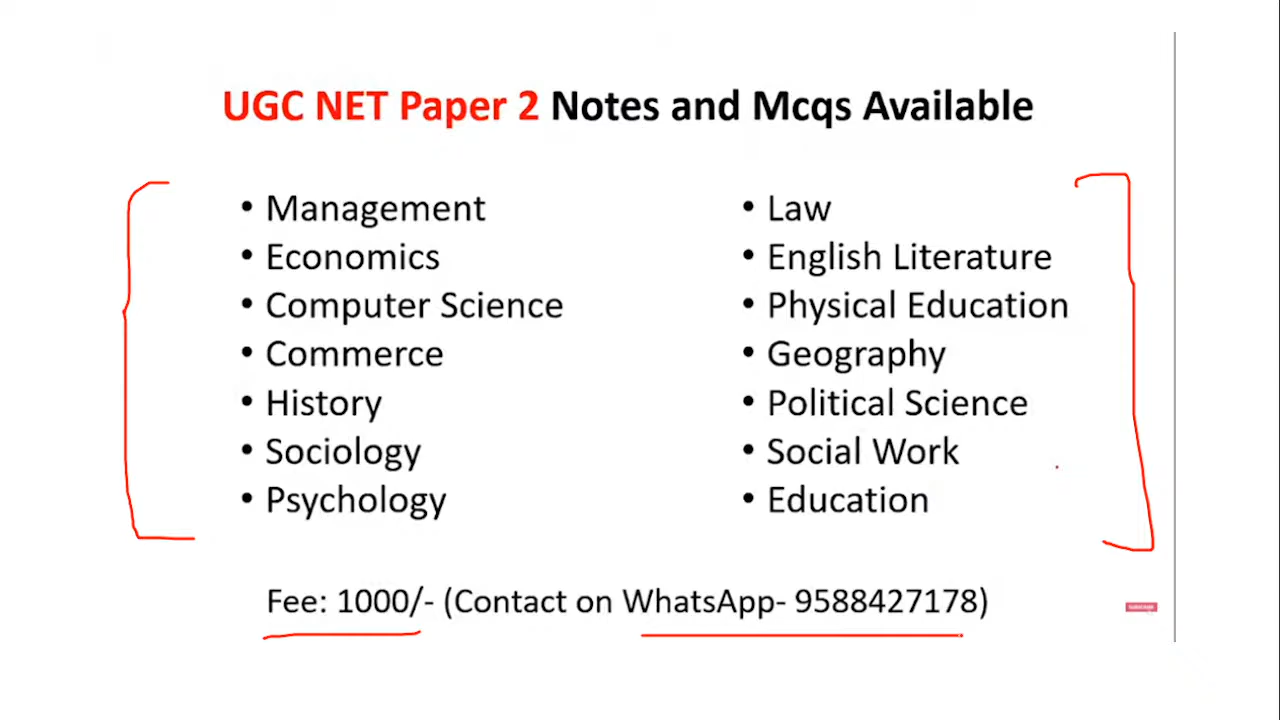 UGC NET Paper 2 Notes and Mcqs Available
• Management
• Economics
• Computer Science
• Commerce
• History
• Sociology
• Psychology
• Law
• English Literature
• Physical Education
• Geography
• Political Science
• Social Work
• Education
Fee: 1000/- (Contact on WhatsApp- 9588427178)